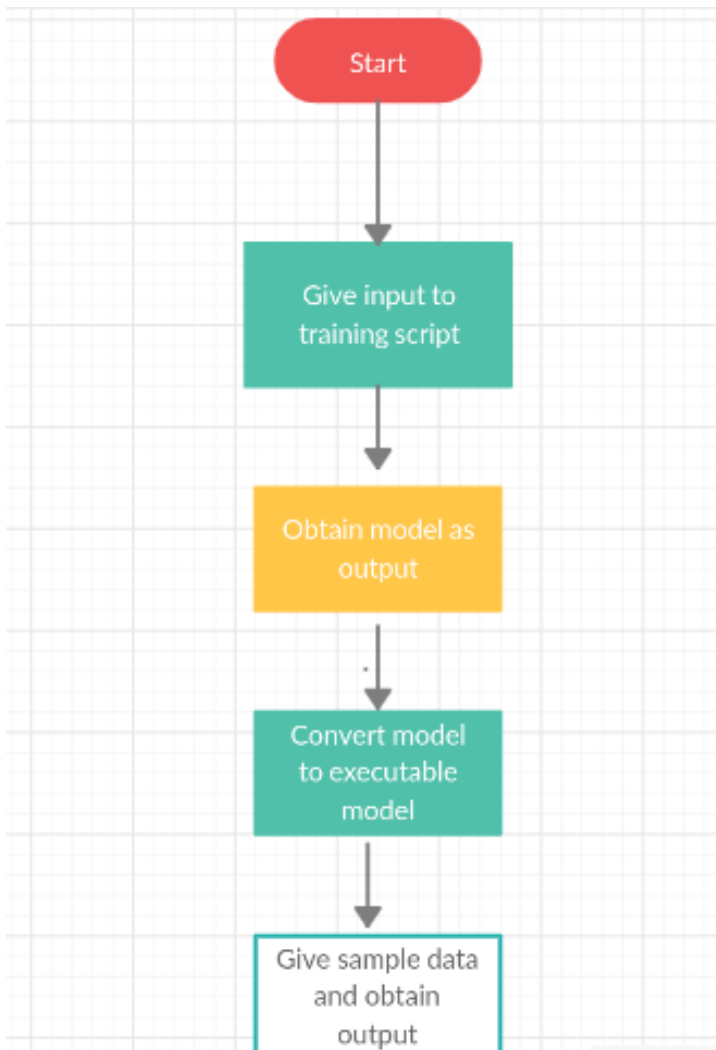 Start
Give input to
training script
Obtain model as
output
Convert model
to executable
model
Give sample data
and obtain
output